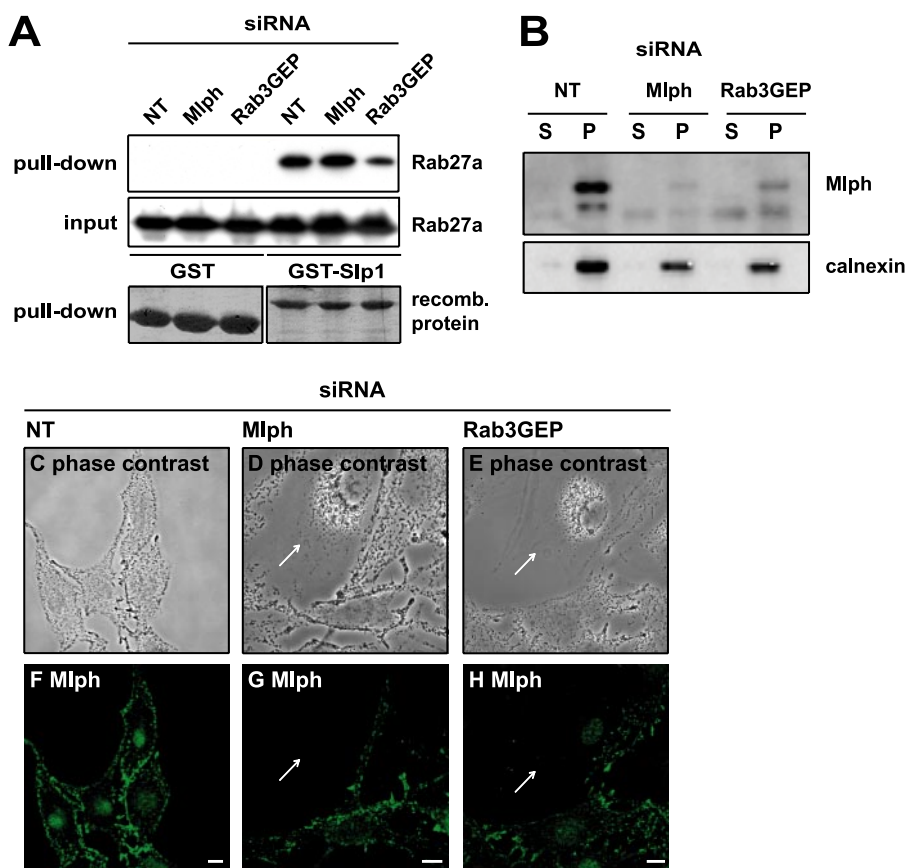 A
siRNA
NT Mlph Rab3GEP NT Mlph Rab3GEP
pull-down Rab27a
input Rab27a
GST GST-Slp1
pull-down recomb. protein
B
siRNA
NT Mlph Rab3GEP
S P S P S P
Mlph
calnexin
siRNA
NT Mlph Rab3GEP
C phase contrast D phase contrast E phase contrast
F Mlph G Mlph H Mlph